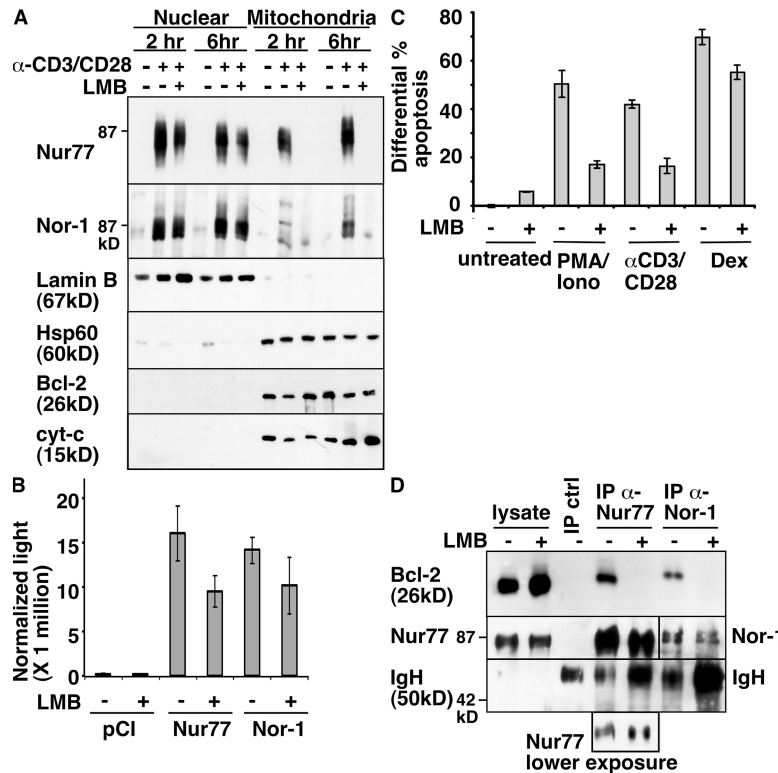 A
Nuclear Mitochondria
2 hr 6hr 2 hr 6hr
α-CD3/CD28 - + + - + + - + + - + +
LMB + + + +
Nur77
87
Nor-1
87
kD
Lamin B
(67kD)
Hsp60
(60kD)
Bcl-2
(26kD)
cyt-c
(15kD)
B
Normalized light
(X 1 million)
20
15
10
5
0
LMB - + - + - +
pCI Nur77 Nor-1
C
Differential %
apoptosis
80
60
40
20
0
LMB - + - + - + - +
untreated PMA/ αCD3/ Dex
Iono CD28
D
lysate IP ctrl IP α- IP α-
Nur77 Nor-1
LMB - + - - + - +
Bcl-2
(26kD)
Nur77 87 Nor-1
IgH IgH
(50kD)
42
kD
Nur77
lower exposure